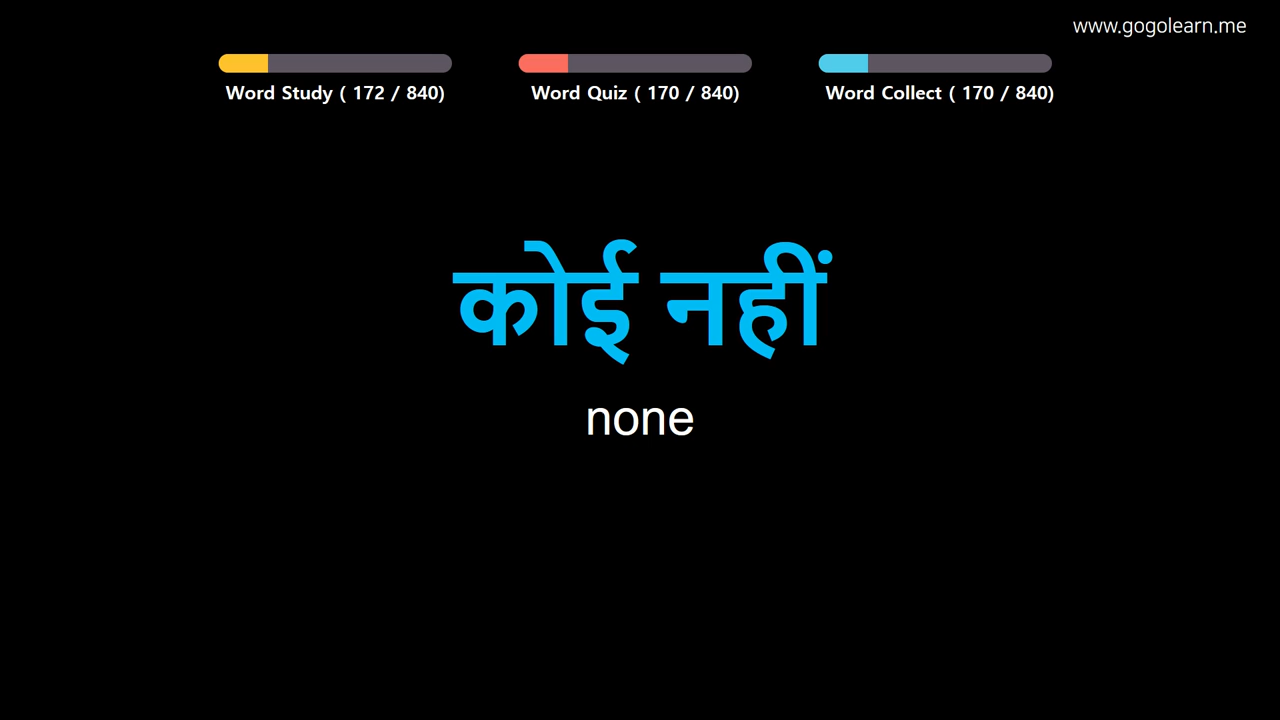 www.gogolearn.me
Word Study ( 172 / 840)
Word Quiz ( 170 / 840)
Word Collect ( 170 / 840)
कोई नहीं
none